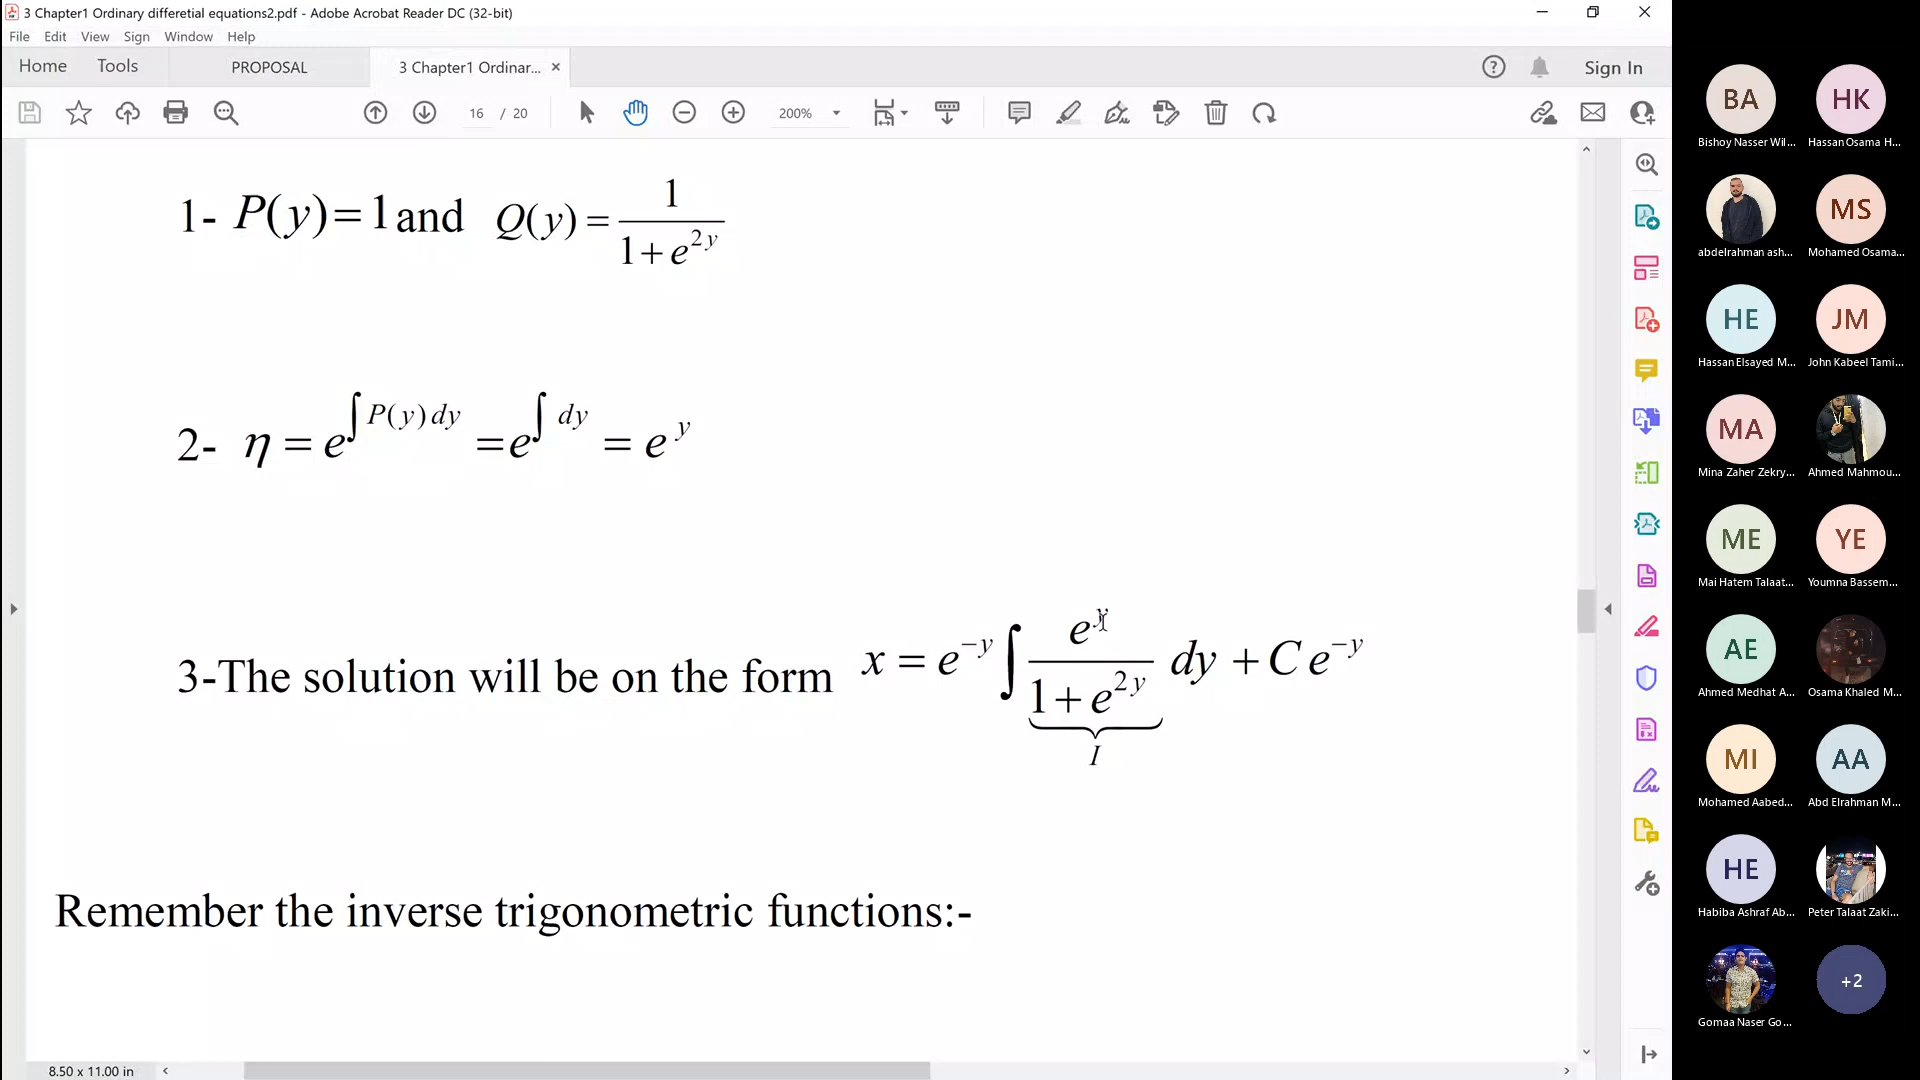 3 Chapter1 Ordinary differetial equations2.pdf - Adobe Acrobat Reader DC (32-bit)
File Edit View Sign Window Help
Home Tools PROPOSAL 3 Chapter1 Ordinar... × Sign In
16 / 20 200%
1- P(y)=1 and Q(y)= 1/(1+e^{2y})
2- η = e^{∫P(y)dy} =e^{∫dy} = e^y
3-The solution will be on the form x = e^{-y} ∫ e^y/(1+e^{2y}) dy + C e^{-y}
I
Remember the inverse trigonometric functions:-
8.50 x 11.00 in
BA HK
Bishoy Nasser Wil... Hassan Osama H...
MS
abdelrahman ash... Mohamed Osama...
HE JM
Hassan Elsayed M... John Kabeel Tami...
MA
Mina Zaher Zekry... Ahmed Mahmou...
ME YE
Mai Hatem Talaat... Youmna Bassem...
AE
Ahmed Medhat A... Osama Khaled M...
MI AA
Mohamed Aabed... Abd Elrahman M...
HE
Habiba Ashraf Ab... Peter Talaat Zaki...
+2
Gomaa Naser Go...